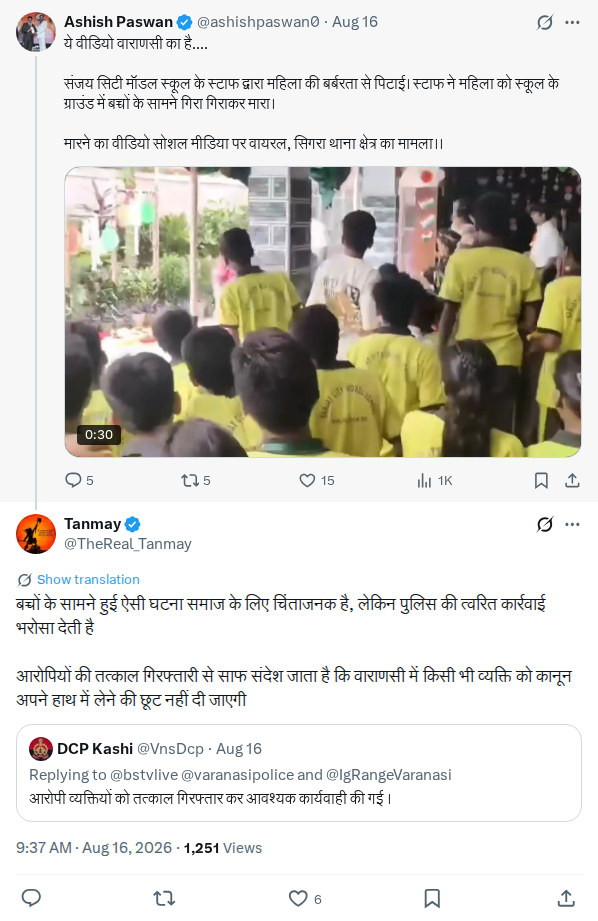 Ashish Paswan @ashishpaswan0 · Aug 16
ये वीडियो वाराणसी का है....
संजय सिटी मॉडल स्कूल के स्टाफ द्वारा महिला की बर्बरता से पिटाई। स्टाफ ने महिला को स्कूल के
ग्राउंड में बच्चों के सामने गिरा गिराकर मारा।
मारने का वीडियो सोशल मीडिया पर वायरल, सिगरा थाना क्षेत्र का मामला।।
0:30
5 5 15 1K
Tanmay
@TheReal_Tanmay
Show translation
बच्चों के सामने हुई ऐसी घटना समाज के लिए चिंताजनक है, लेकिन पुलिस की त्वरित कार्रवाई
भरोसा देती है
आरोपियों की तत्काल गिरफ्तारी से साफ संदेश जाता है कि वाराणसी में किसी भी व्यक्ति को कानून
अपने हाथ में लेने की छूट नहीं दी जाएगी
DCP Kashi @VnsDcp · Aug 16
Replying to @bstvlive @varanasipolice and @IgRangeVaranasi
आरोपी व्यक्तियों को तत्काल गिरफ्तार कर आवश्यक कार्यवाही की गई।
9:37 AM · Aug 16, 2026 · 1,251 Views
6